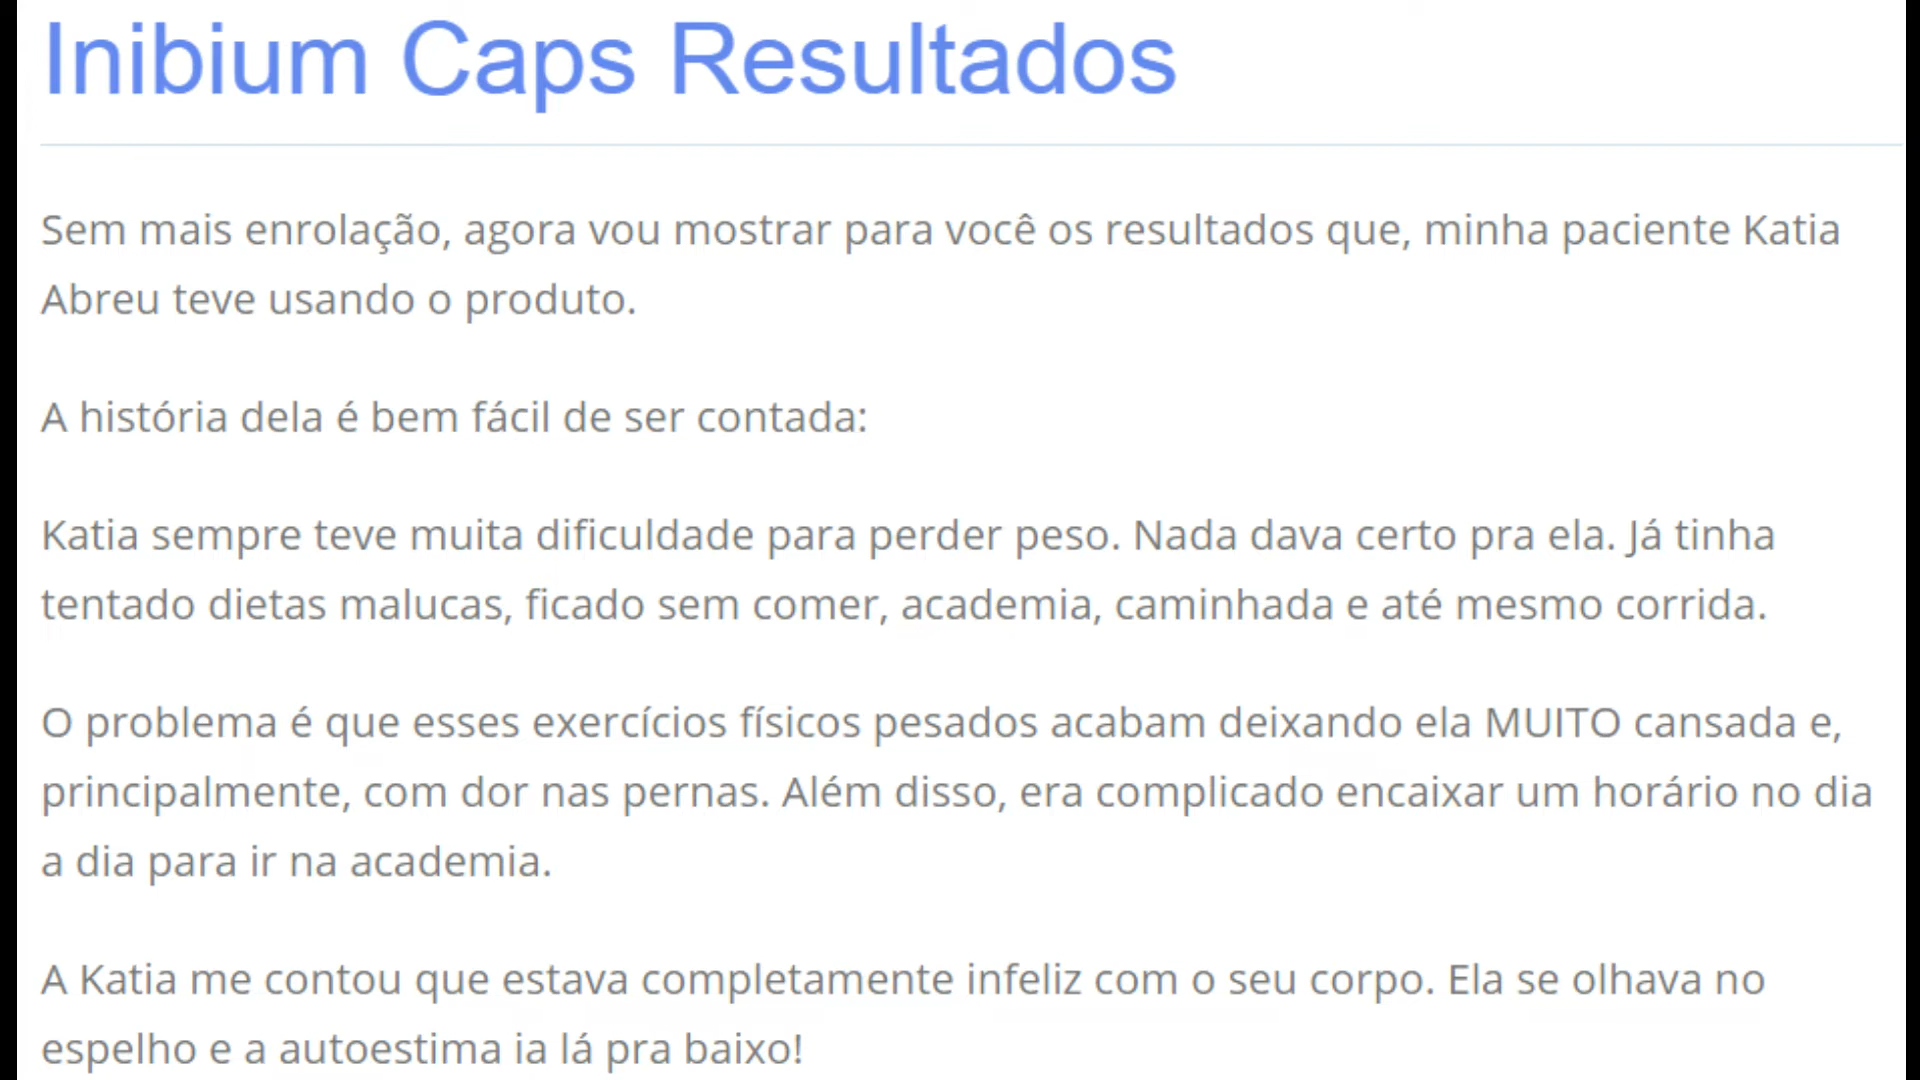 Inibium Caps Resultados
Sem mais enrolação, agora vou mostrar para você os resultados que, minha paciente Katia
Abreu teve usando o produto.
A história dela é bem fácil de ser contada:
Katia sempre teve muita dificuldade para perder peso. Nada dava certo pra ela. Já tinha
tentado dietas malucas, ficado sem comer, academia, caminhada e até mesmo corrida.
O problema é que esses exercícios físicos pesados acabam deixando ela MUITO cansada e,
principalmente, com dor nas pernas. Além disso, era complicado encaixar um horário no dia
a dia para ir na academia.
A Katia me contou que estava completamente infeliz com o seu corpo. Ela se olhava no
espelho e a autoestima ia lá pra baixo!